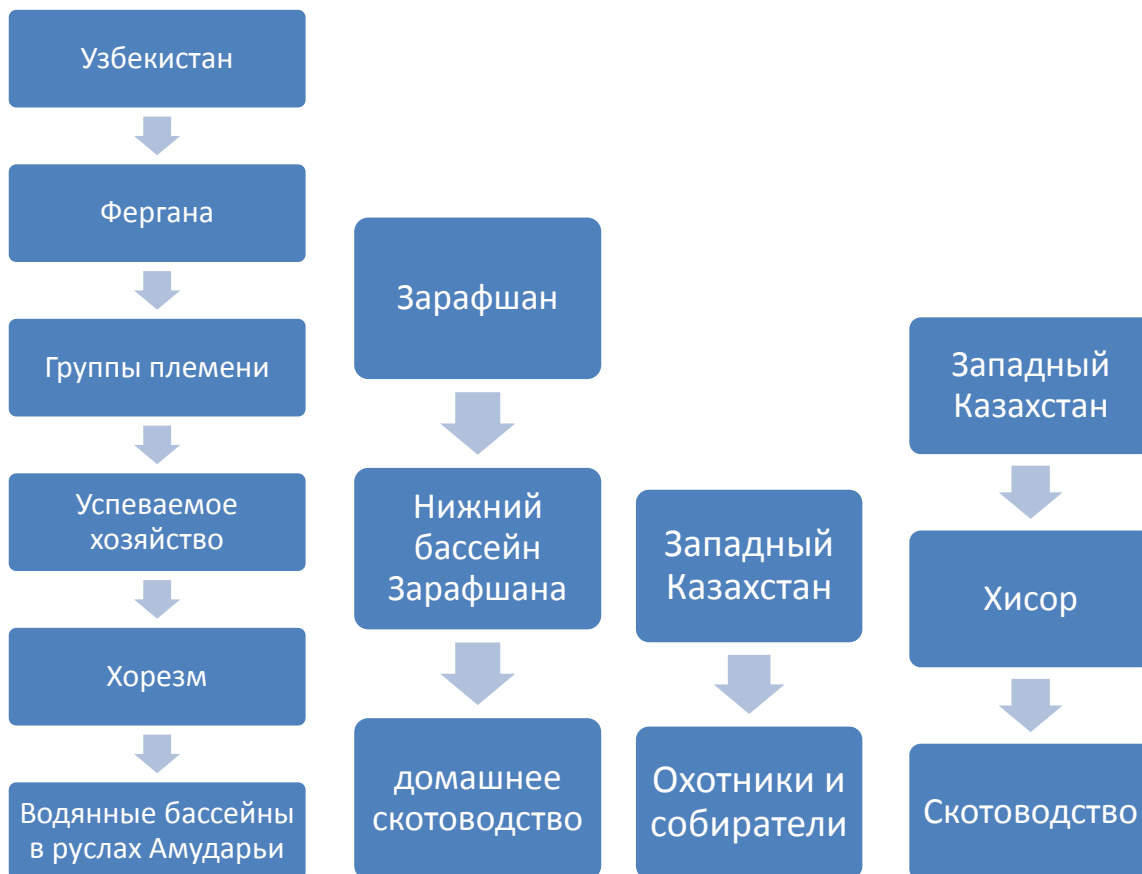 Узбекистан
Фергана
Группы племени
Успеваемое
хозяйство
Хорезм
Водянные бассейны
в руслах Амударьи
Зарафшан
Нижний
бассейн
Зарафшана
домашнее
скотоводство
Западный
Казахстан
Охотники и
собиратели
Западный
Казахстан
Хисор
Скотоводство